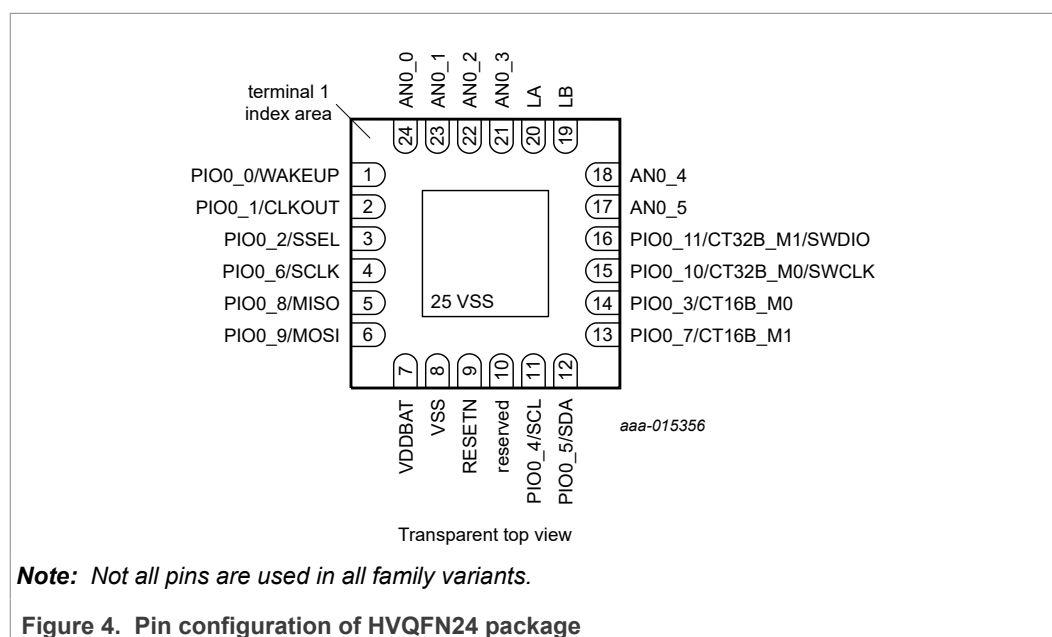 AN0_0
AN0_1
AN0_2
AN0_3
LA
LB
terminal 1
index area
24
23
22
21
20
19
PIO0_0/WAKEUP 1
18 AN0_4
PIO0_1/CLKOUT 2
17 AN0_5
PIO0_2/SSEL 3
16 PIO0_11/CT32B_M1/SWDIO
PIO0_6/SCLK 4
15 PIO0_10/CT32B_M0/SWCLK
PIO0_8/MISO 5
25 VSS
14 PIO0_3/CT16B_M0
PIO0_9/MOSI 6
13 PIO0_7/CT16B_M1
7
8
9
10
11
12
VDDBAT
VSS
RESETN
reserved
PIO0_4/SCL
PIO0_5/SDA
aaa-015356
Transparent top view
Note: Not all pins are used in all family variants.
Figure 4. Pin configuration of HVQFN24 package